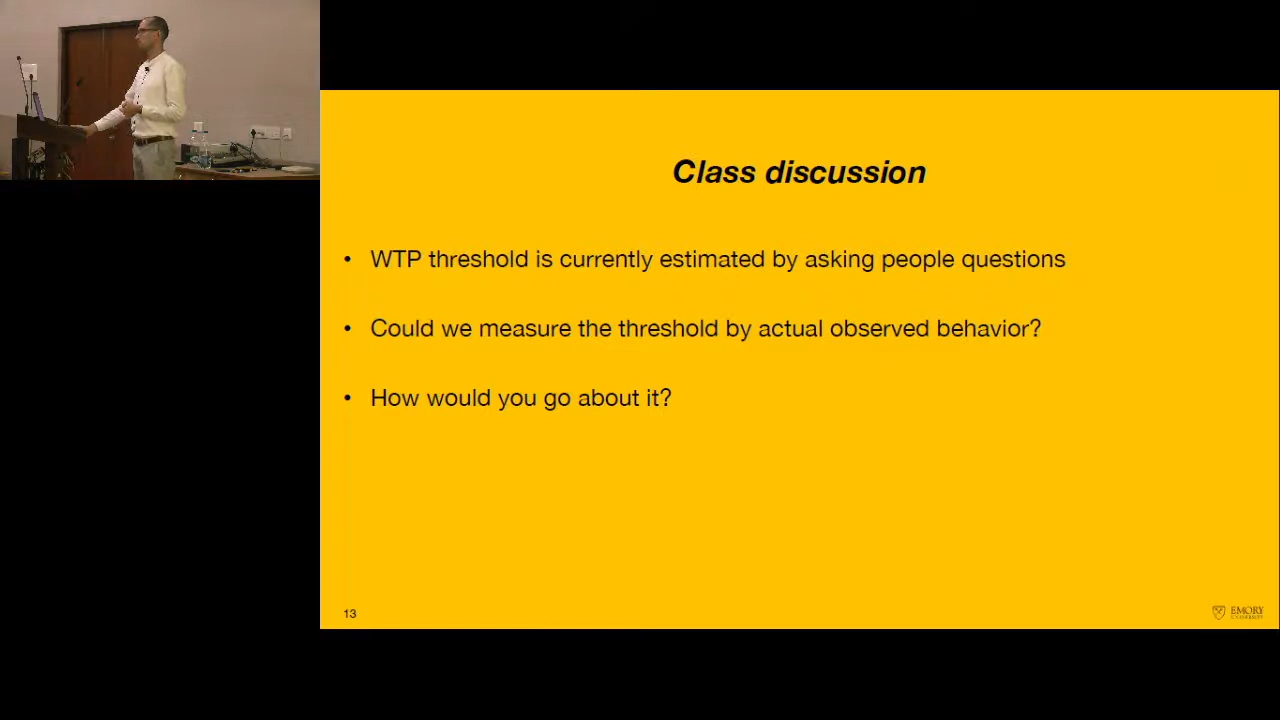 Class discussion
• WTP threshold is currently estimated by asking people questions
• Could we measure the threshold by actual observed behavior?
• How would you go about it?
13
EMORY
UNIVERSITY